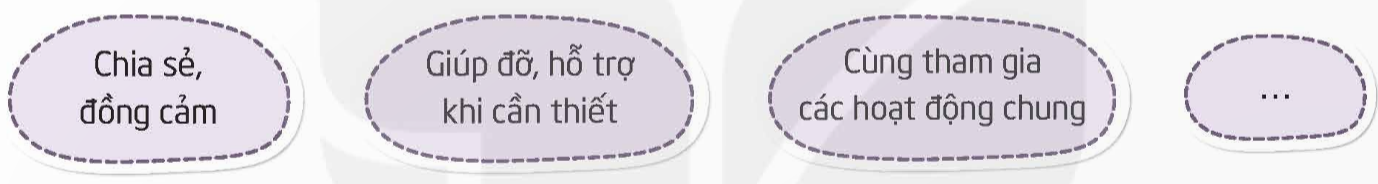 Chia sẻ,
đồng cảm
Giúp đỡ, hỗ trợ
khi cần thiết
Cùng tham gia
các hoạt động chung
...